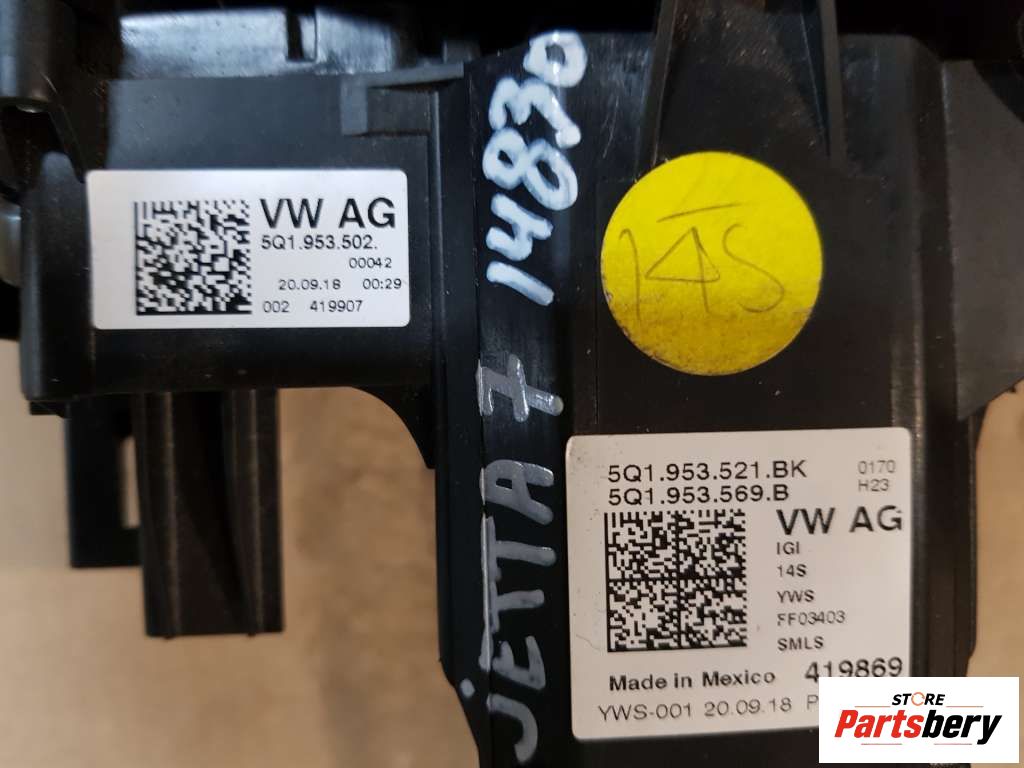 VW AG
5Q1.953.502.
00042
20.09.18 00:29
002 419907
JETTA 7 14830
14S
5Q1.953.521.BK 0170
5Q1.953.569.B H23
VW AG
IGI
14S
YWS
FF03403
SMLS
Made in Mexico 419869
YWS-001 20.09.18 P
STORE
Partsbery